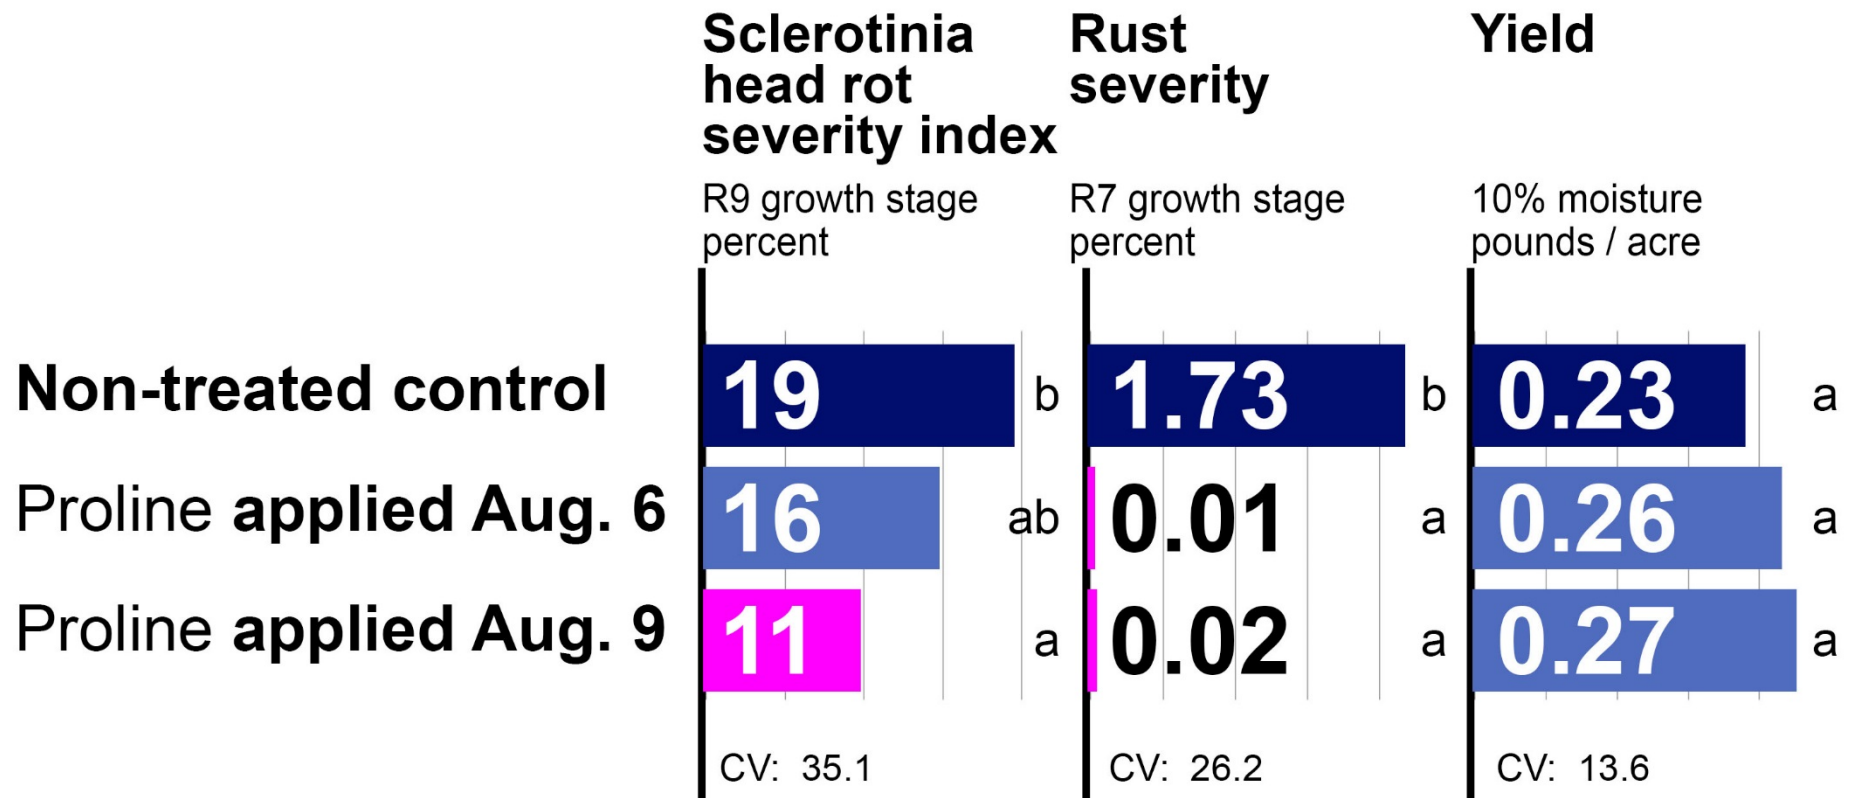 Sclerotinia
head rot
severity index
R9 growth stage
percent
Rust
severity
R7 growth stage
percent
Yield
10% moisture
pounds / acre
Non-treated control 19 b 1.73 b 0.23 a
Proline applied Aug. 6 16 ab 0.01 a 0.26 a
Proline applied Aug. 9 11 a 0.02 a 0.27 a
CV: 35.1 CV: 26.2 CV: 13.6